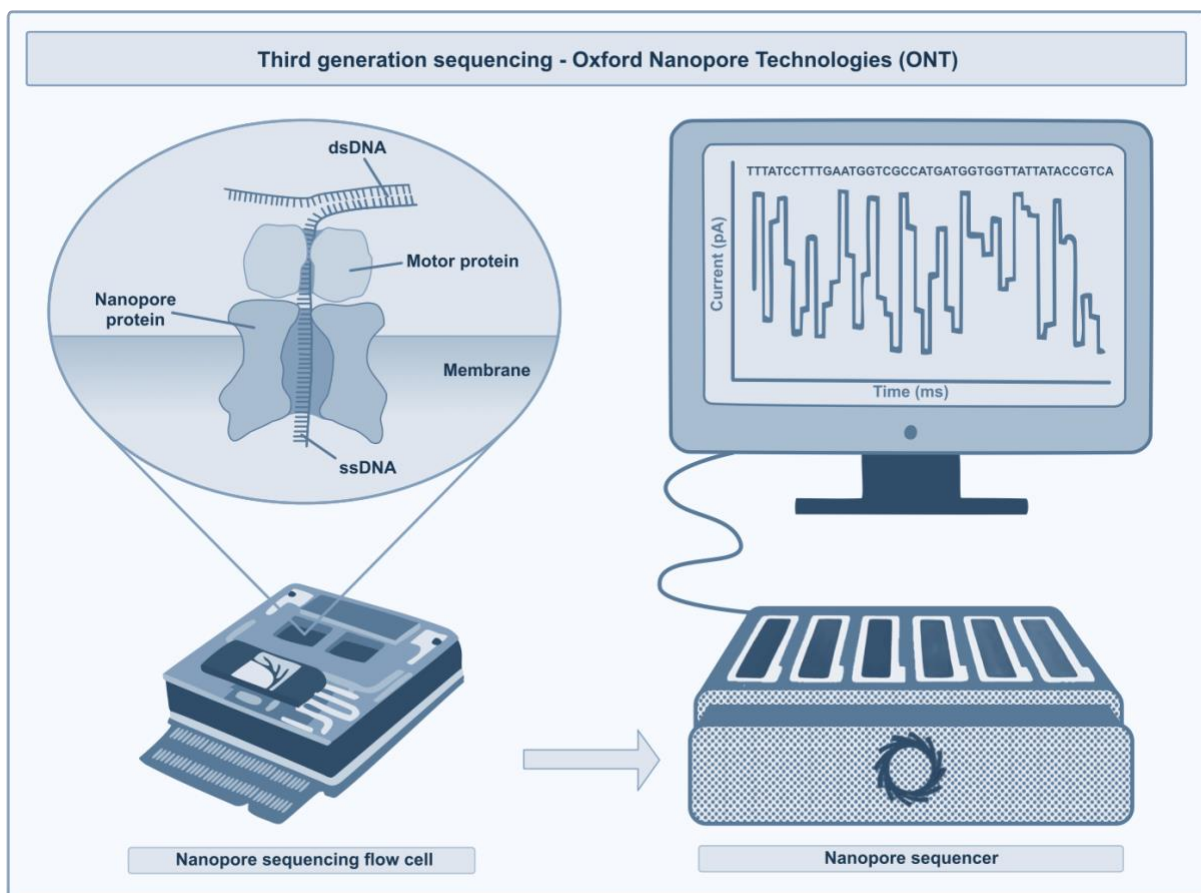 Third generation sequencing - Oxford Nanopore Technologies (ONT)
dsDNA
Motor protein
Nanopore
protein
Membrane
ssDNA
TTTATCCTTTGAATGGTCGCCATGATGGTGGTTATTATACCGTCA
Current (pA)
Time (ms)
Nanopore sequencing flow cell
Nanopore sequencer